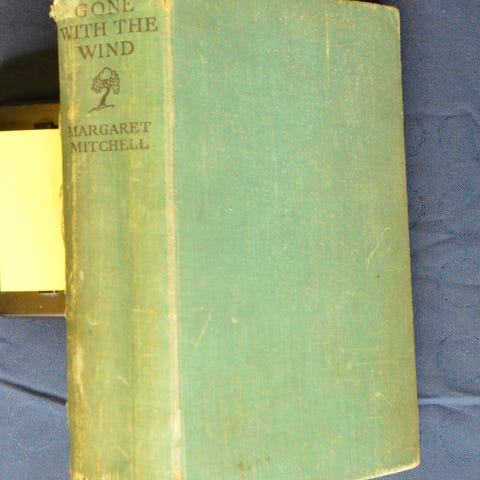 GONE
WITH THE
WIND
MARGARET
MITCHELL